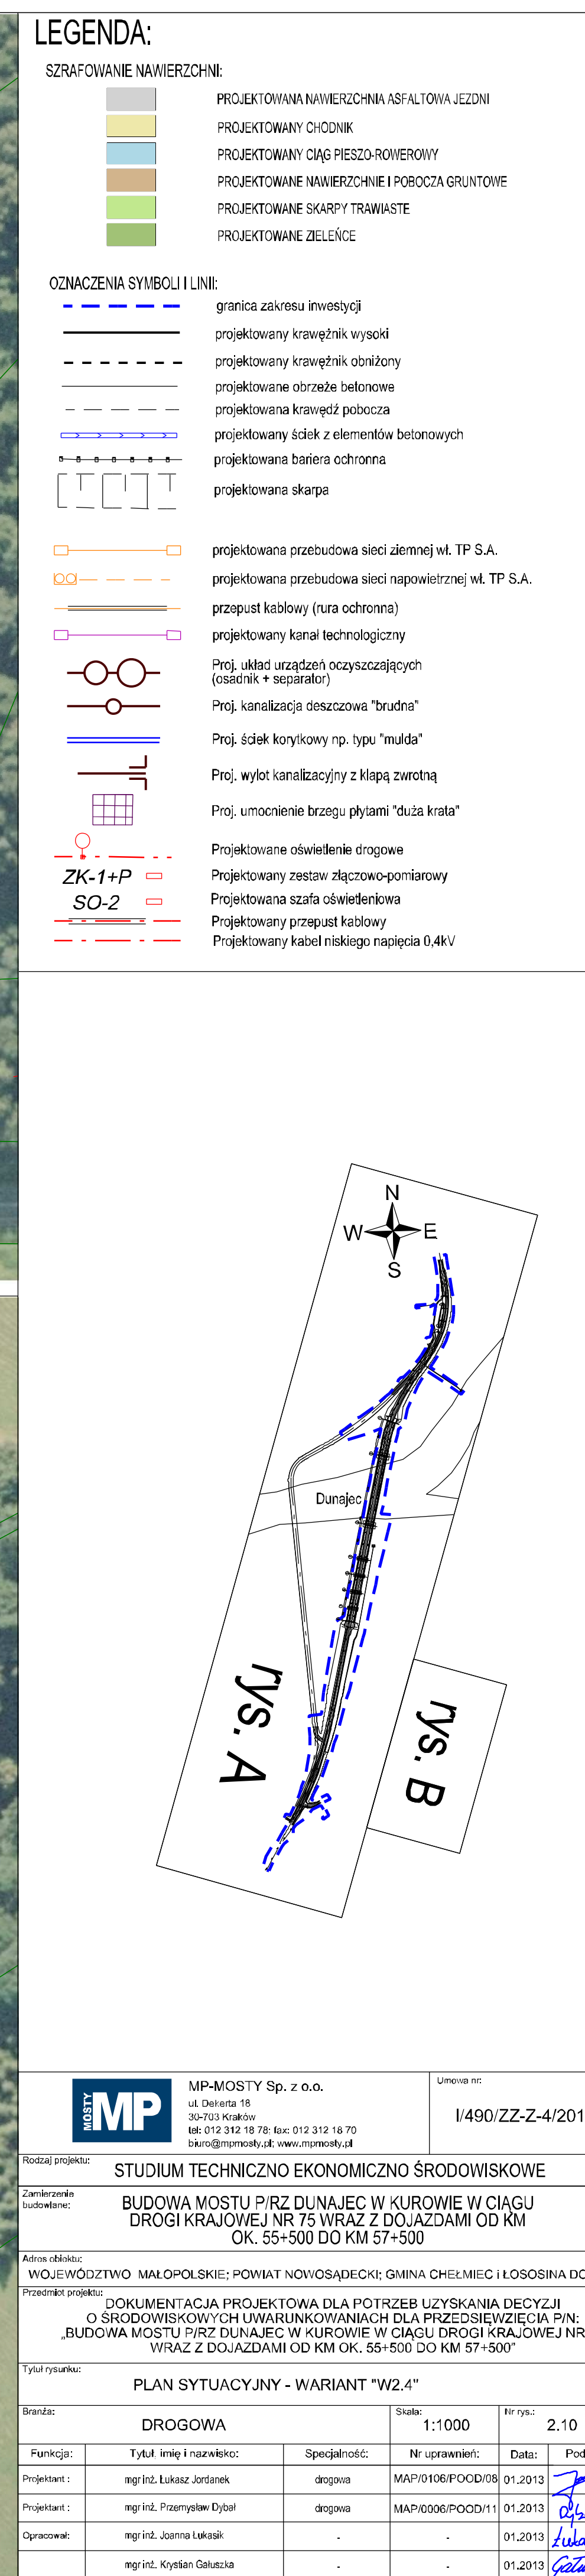 LEGENDA:
SZRAFOWANIE NAWIERZCHNI:
PROJEKTOWANA NAWIERZCHNIA ASFALTOWA JEZDNI
PROJEKTOWANY CHODNIK
PROJEKTOWANY CIĄG PIESZO-ROWEROWY
PROJEKTOWANE NAWIERZCHNIE I POBOCZA GRUNTOWE
PROJEKTOWANE SKARPY TRAWIASTE
PROJEKTOWANE ZIELEŃCE
OZNACZENIA SYMBOLI I LINII:
granica zakresu inwestycji
projektowany krawężnik wysoki
projektowany krawężnik obniżony
projektowane obrzeże betonowe
projektowana krawędź pobocza
projektowany ściek z elementów betonowych
projektowana bariera ochronna
projektowana skarpa
projektowana przebudowa sieci ziemnej wł. TP S.A.
projektowana przebudowa sieci napowietrznej wł. TP S.A.
przepust kablowy (rura ochronna)
projektowany kanał technologiczny
Proj. układ urządzeń oczyszczających
(osadnik + separator)
Proj. kanalizacja deszczowa "brudna"
Proj. ściek korytkowy np. typu "mulda"
Proj. wylot kanalizacyjny z klapą zwrotną
Proj. umocnienie brzegu płytami "duża krata"
Projektowane oświetlenie drogowe
ZK-1+P Projektowany zestaw złączowo-pomiarowy
SO-2 Projektowana szafa oświetleniowa
Projektowany przepust kablowy
Projektowany kabel niskiego napięcia 0,4kV
N
W E
S
Dunajec
rys. A
rys. B
MOSTY MP
MP-MOSTY Sp. z o.o.
ul. Dekerta 18
30-703 Kraków
tel: 012 312 18 78; fax: 012 312 18 70
biuro@mpmosty.pl; www.mpmosty.pl
Umowa nr:
I/490/ZZ-Z-4/201
Rodzaj projektu:
STUDIUM TECHNICZNO EKONOMICZNO ŚRODOWISKOWE
Zamierzenie
budowlane:
BUDOWA MOSTU P/RZ DUNAJEC W KUROWIE W CIĄGU
DROGI KRAJOWEJ NR 75 WRAZ Z DOJAZDAMI OD KM
OK. 55+500 DO KM 57+500
Adres obiektu:
WOJEWÓDZTWO MAŁOPOLSKIE; POWIAT NOWOSĄDECKI; GMINA CHEŁMIEC i ŁOSOSINA DO
Przedmiot projektu:
DOKUMENTACJA PROJEKTOWA DLA POTRZEB UZYSKANIA DECYZJI
O ŚRODOWISKOWYCH UWARUNKOWANIACH DLA PRZEDSIĘWZIĘCIA P/N:
„BUDOWA MOSTU P/RZ DUNAJEC W KUROWIE W CIĄGU DROGI KRAJOWEJ NR
WRAZ Z DOJAZDAMI OD KM OK. 55+500 DO KM 57+500”
Tytuł rysunku:
PLAN SYTUACYJNY - WARIANT "W2.4"
Branża:
DROGOWA
Skala:
1:1000
Nr rys.:
2.10
Funkcja: Tytuł, imię i nazwisko: Specjalność: Nr uprawnień: Data: Pod
Projektant : mgr inż. Łukasz Jordanek drogowa MAP/0106/POOD/08 01.2013
Projektant : mgr inż. Przemysław Dybał drogowa MAP/0006/POOD/11 01.2013
Opracował: mgr inż. Joanna Łukasik - - 01.2013
mgr inż. Krystian Gałuszka - - 01.2013